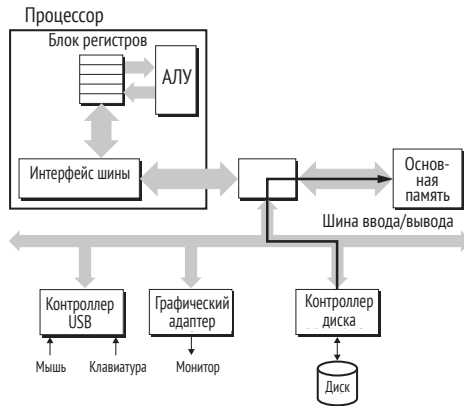 Процессор
Блок регистров
АЛУ
Интерфейс шины
Основ-
ная
память
Шина ввода/вывода
Контроллер
USB
Графический
адаптер
Контроллер
диска
Мышь
Клавиатура
Монитор
Диск